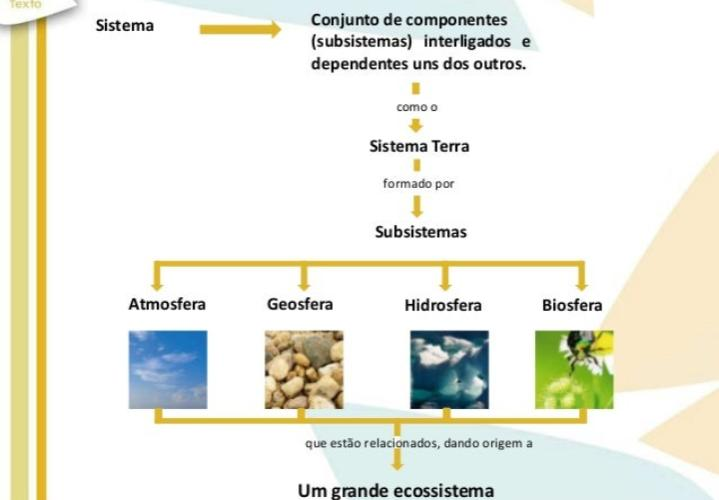 Texto
Sistema
Conjunto de componentes
(subsistemas) interligados e
dependentes uns dos outros.
como o
Sistema Terra
formado por
Subsistemas
Atmosfera Geosfera Hidrosfera Biosfera
que estão relacionados, dando origem a
Um grande ecossistema